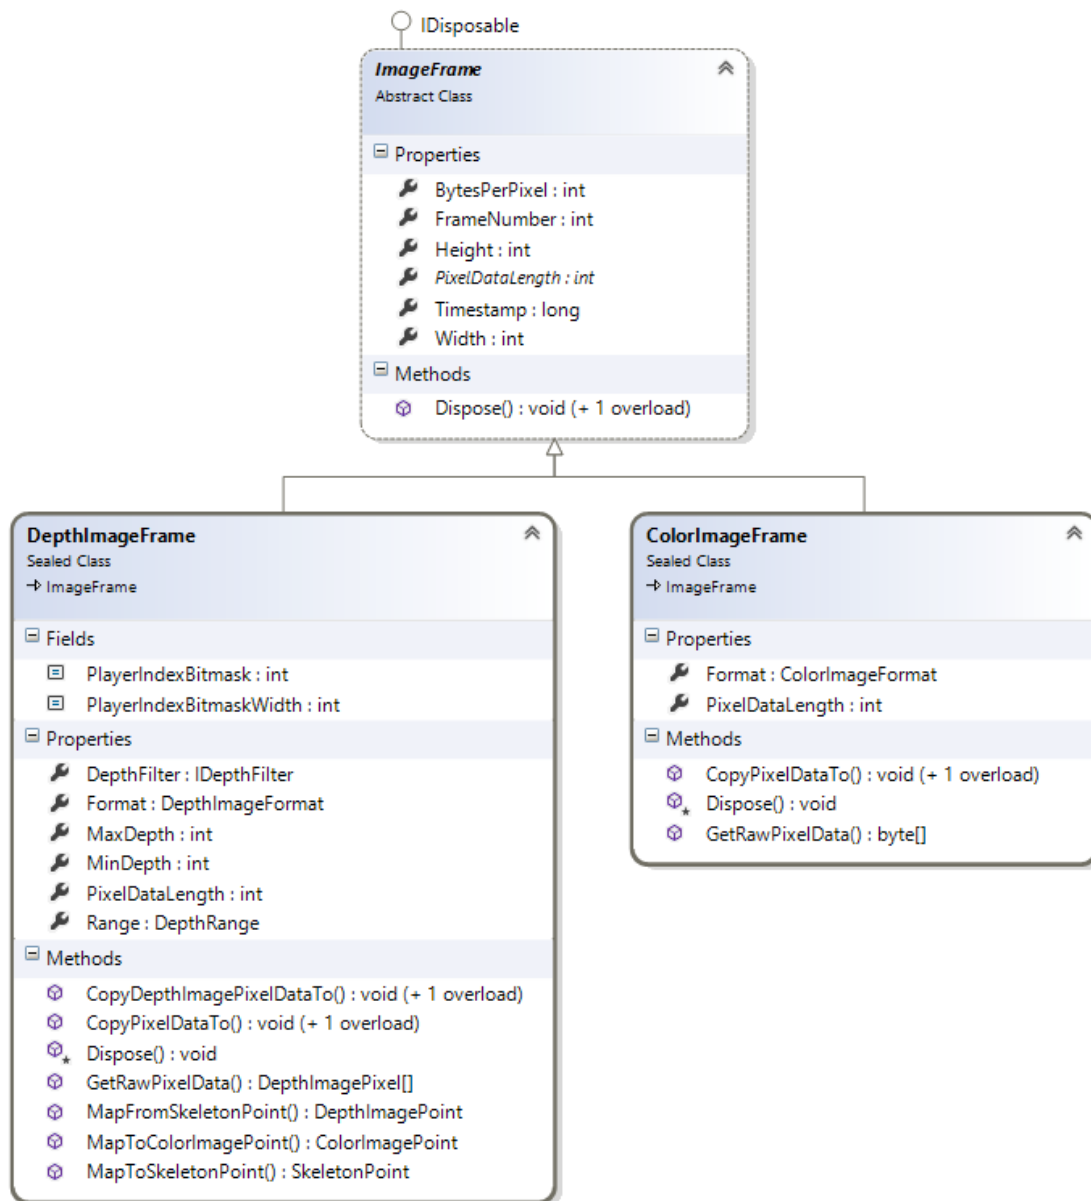 IDisposable
ImageFrame
Abstract Class
Properties
BytesPerPixel : int
FrameNumber : int
Height : int
PixelDataLength : int
Timestamp : long
Width : int
Methods
Dispose() : void (+ 1 overload)
DepthImageFrame
Sealed Class
ImageFrame
Fields
PlayerIndexBitmask : int
PlayerIndexBitmaskWidth : int
Properties
DepthFilter : IDepthFilter
Format : DepthImageFormat
MaxDepth : int
MinDepth : int
PixelDataLength : int
Range : DepthRange
Methods
CopyDepthImagePixelDataTo() : void (+ 1 overload)
CopyPixelDataTo() : void (+ 1 overload)
Dispose() : void
GetRawPixelData() : DepthImagePixel[]
MapFromSkeletonPoint() : DepthImagePoint
MapToColorImagePoint() : ColorImagePoint
MapToSkeletonPoint() : SkeletonPoint
ColorImageFrame
Sealed Class
ImageFrame
Properties
Format : ColorImageFormat
PixelDataLength : int
Methods
CopyPixelDataTo() : void (+ 1 overload)
Dispose() : void
GetRawPixelData() : byte[]